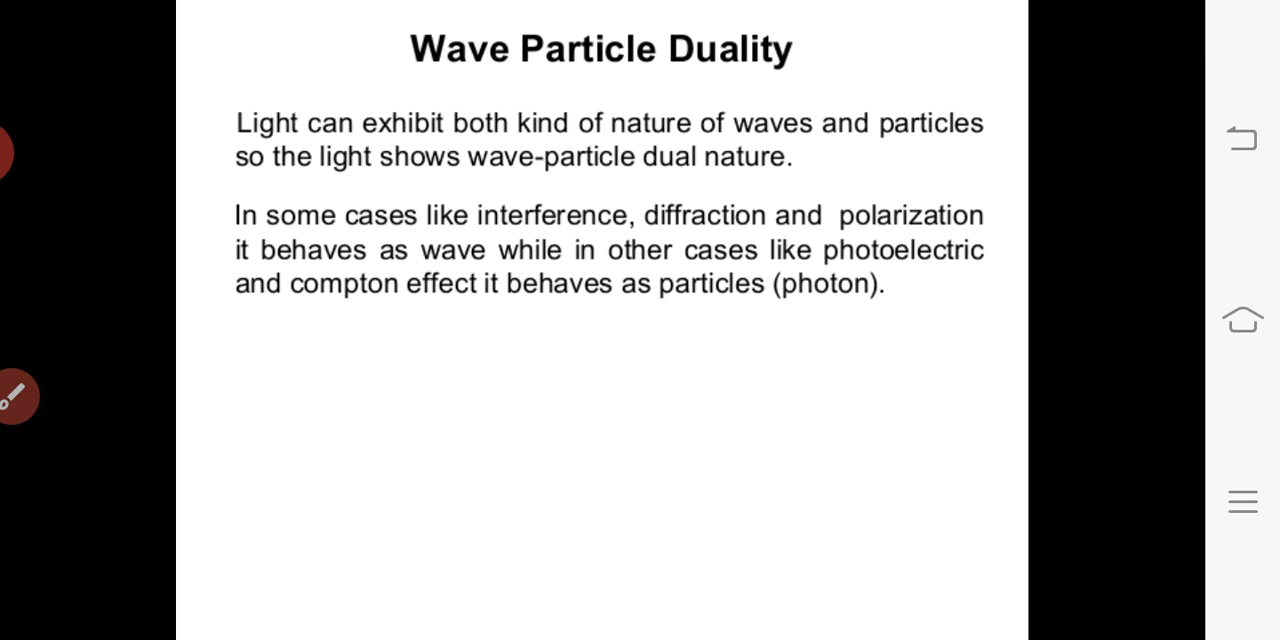 Wave Particle Duality
Light can exhibit both kind of nature of waves and particles
so the light shows wave-particle dual nature.
In some cases like interference, diffraction and polarization
it behaves as wave while in other cases like photoelectric
and compton effect it behaves as particles (photon).